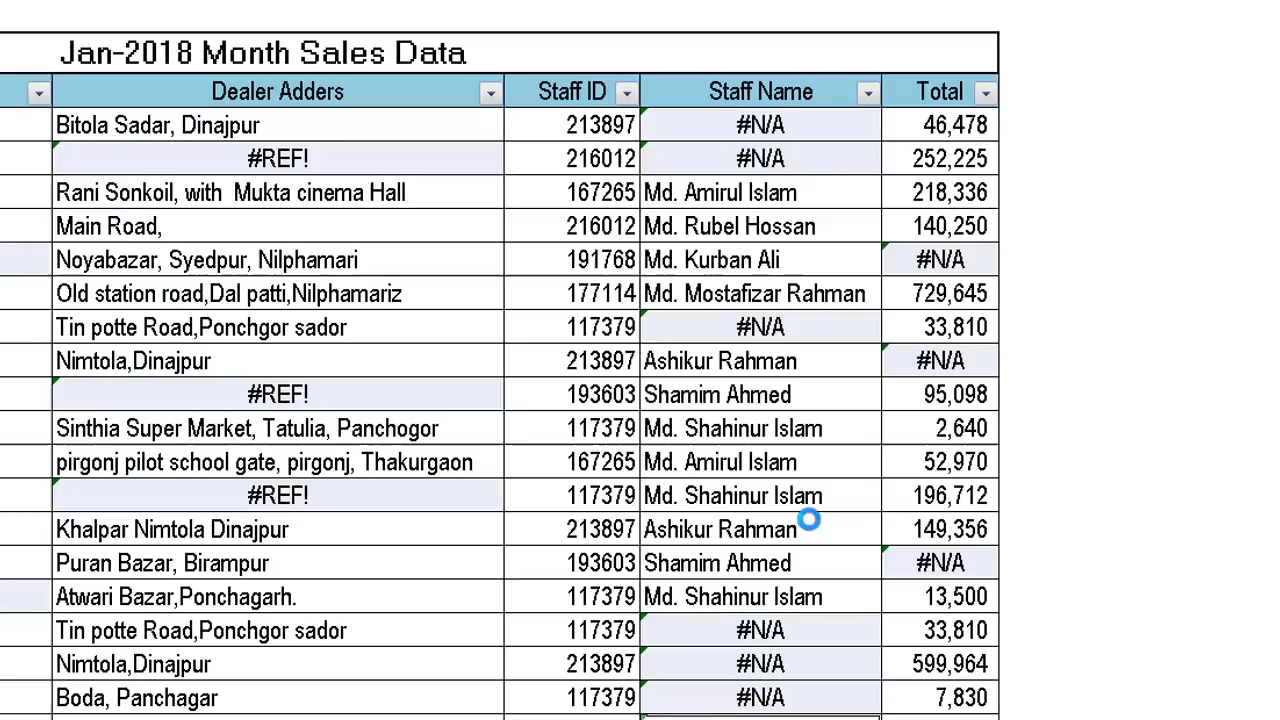 Jan-2018 Month Sales Data
Dealer Adders Staff ID Staff Name Total
Bitola Sadar, Dinajpur 213897 #N/A 46,478
#REF! 216012 #N/A 252,225
Rani Sonkoil, with  Mukta cinema Hall 167265 Md. Amirul Islam 218,336
Main Road, 216012 Md. Rubel Hossan 140,250
Noyabazar, Syedpur, Nilphamari 191768 Md. Kurban Ali #N/A
Old station road,Dal patti,Nilphamariz 177114 Md. Mostafizar Rahman 729,645
Tin potte Road,Ponchgor sador 117379 #N/A 33,810
Nimtola,Dinajpur 213897 Ashikur Rahman #N/A
#REF! 193603 Shamim Ahmed 95,098
Sinthia Super Market, Tatulia, Panchogor 117379 Md. Shahinur Islam 2,640
pirgonj pilot school gate, pirgonj, Thakurgaon 167265 Md. Amirul Islam 52,970
#REF! 117379 Md. Shahinur Islam 196,712
Khalpar Nimtola Dinajpur 213897 Ashikur Rahman 149,356
Puran Bazar, Birampur 193603 Shamim Ahmed #N/A
Atwari Bazar,Ponchagarh. 117379 Md. Shahinur Islam 13,500
Tin potte Road,Ponchgor sador 117379 #N/A 33,810
Nimtola,Dinajpur 213897 #N/A 599,964
Boda, Panchagar 117379 #N/A 7,830